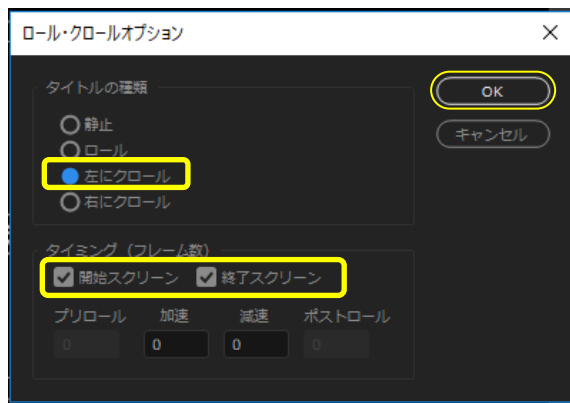 ロール・クロールオプション
タイトルの種類
静止
ロール
左にクロール
右にクロール
OK
キャンセル
タイミング（フレーム数）
開始スクリーン 終了スクリーン
プリロール 加速 減速 ポストロール
0 0 0 0